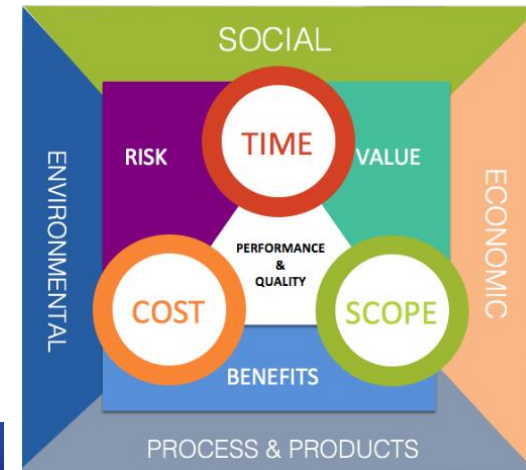 SOCIAL
TIME
RISK
VALUE
ENVIRONMENTAL
ECONOMIC
PERFORMANCE
&
QUALITY
COST
SCOPE
BENEFITS
PROCESS & PRODUCTS